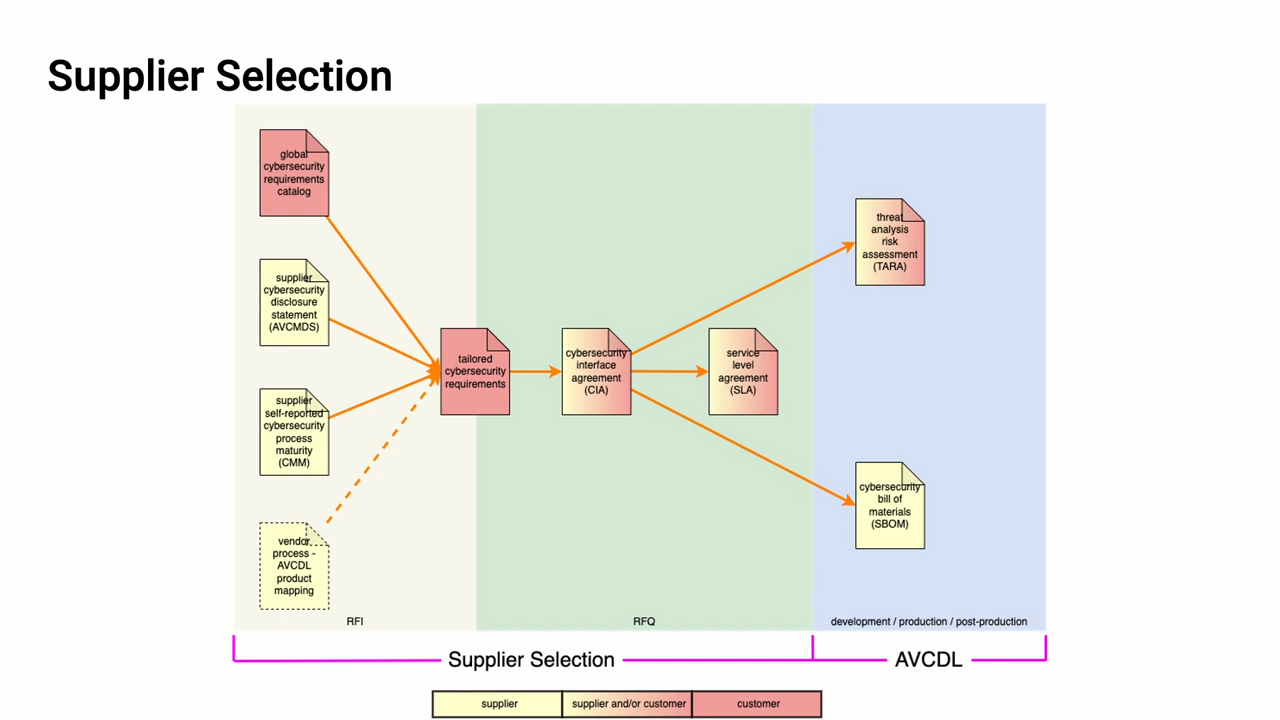 Supplier Selection
global
cybersecurity
requirements
catalog
supplier
cybersecurity
disclosure
statement
(AVCMDS)
supplier
self-reported
cybersecurity
process
maturity
(CMM)
vendor
process -
AVCDL
product
mapping
tailored
cybersecurity
requirements
cybersecurity
interface
agreement
(CIA)
service
level
agreement
(SLA)
threat
analysis
risk
assessment
(TARA)
cybersecurity
bill of
materials
(SBOM)
RFI
RFQ
development / production / post-production
Supplier Selection
AVCDL
supplier
supplier and/or customer
customer